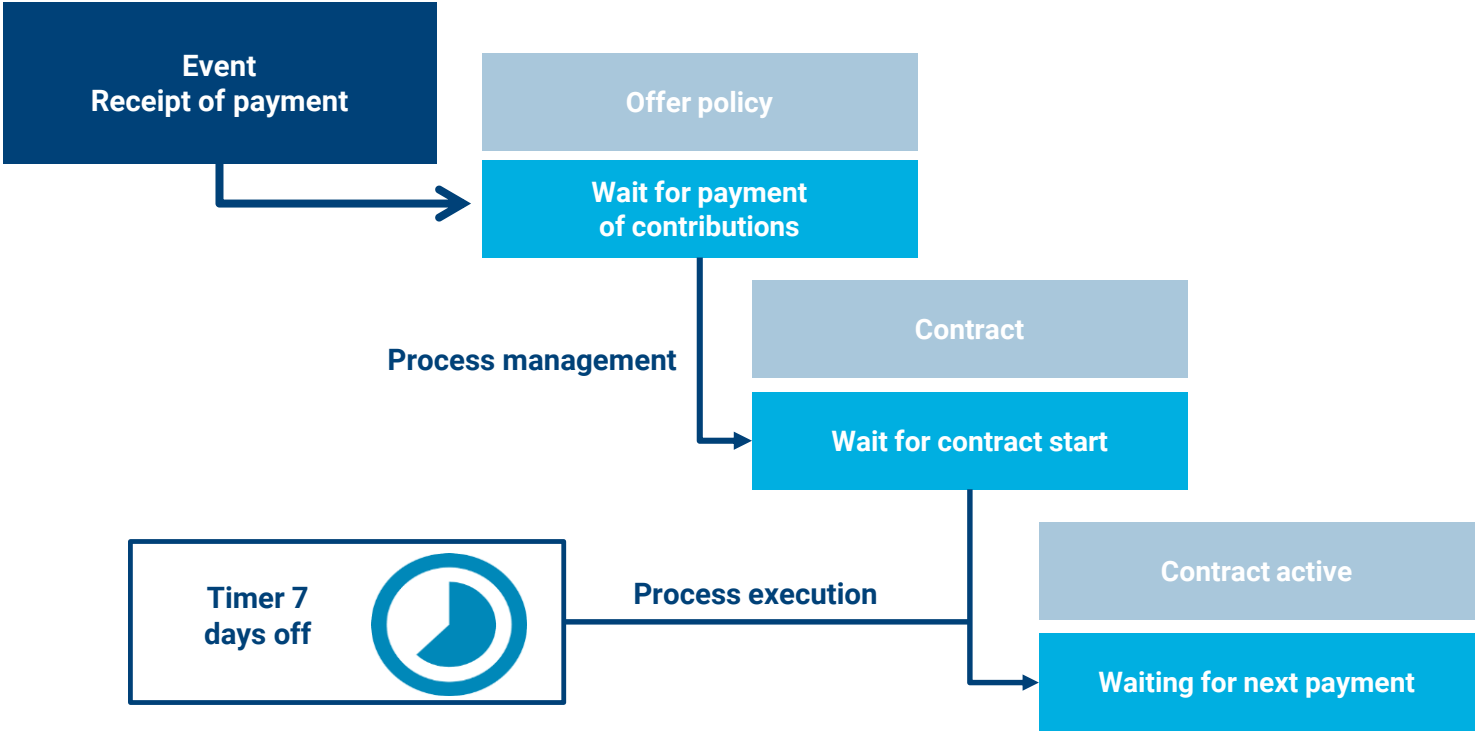 Event
Receipt of payment
Offer policy
Wait for payment
of contributions
Contract
Process management
Wait for contract start
Contract active
Timer 7
days off
Process execution
Waiting for next payment